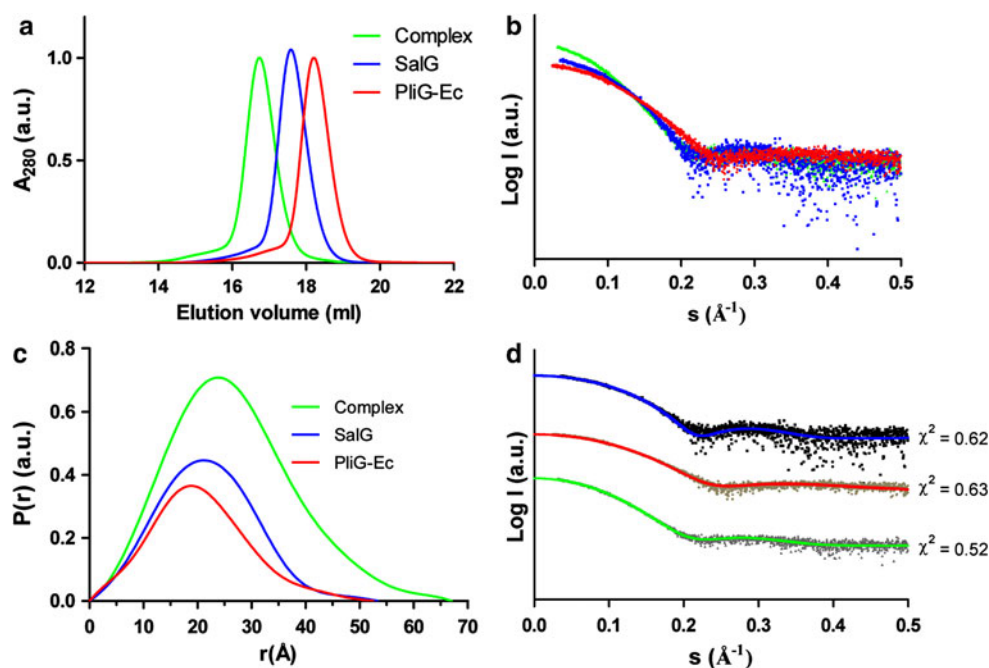 a
A280 (a.u.)
1.0
0.5
0.0
12 14 16 18 20 22
Elution volume (ml)
Complex
SalG
PliG-Ec
b
Log I (a.u.)
0.0 0.1 0.2 0.3 0.4 0.5
s (Å-1)
c
P(r) (a.u.)
0.8
0.6
0.4
0.2
0.0
0 10 20 30 40 50 60 70
r(Å)
Complex
SalG
PliG-Ec
d
Log I (a.u.)
χ2 = 0.62
χ2 = 0.63
χ2 = 0.52
0.0 0.1 0.2 0.3 0.4 0.5
s (Å-1)